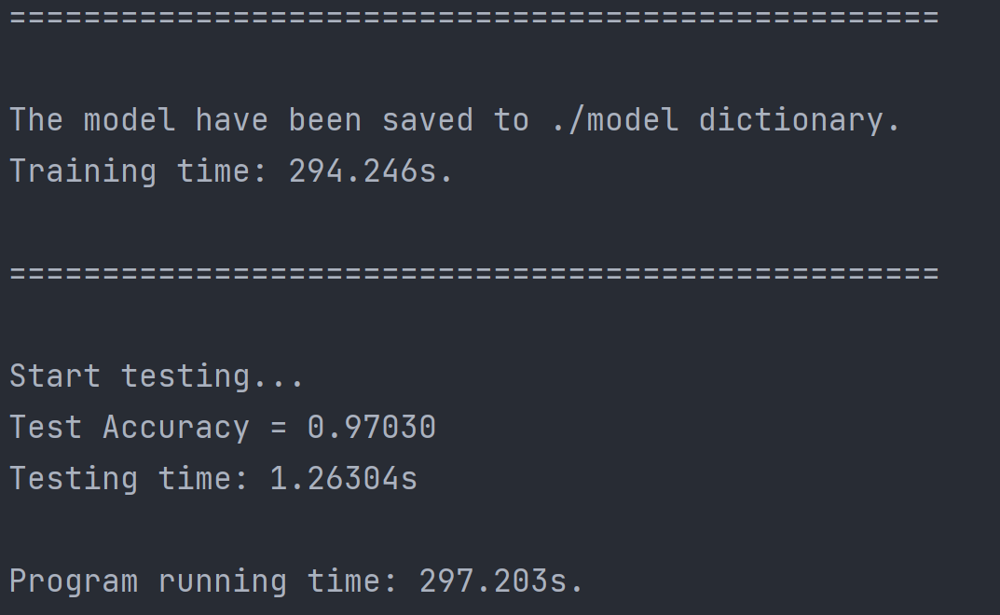 ==================================================
The model have been saved to ./model dictionary.
Training time: 294.246s.
==================================================
Start testing...
Test Accuracy = 0.97030
Testing time: 1.26304s
Program running time: 297.203s.